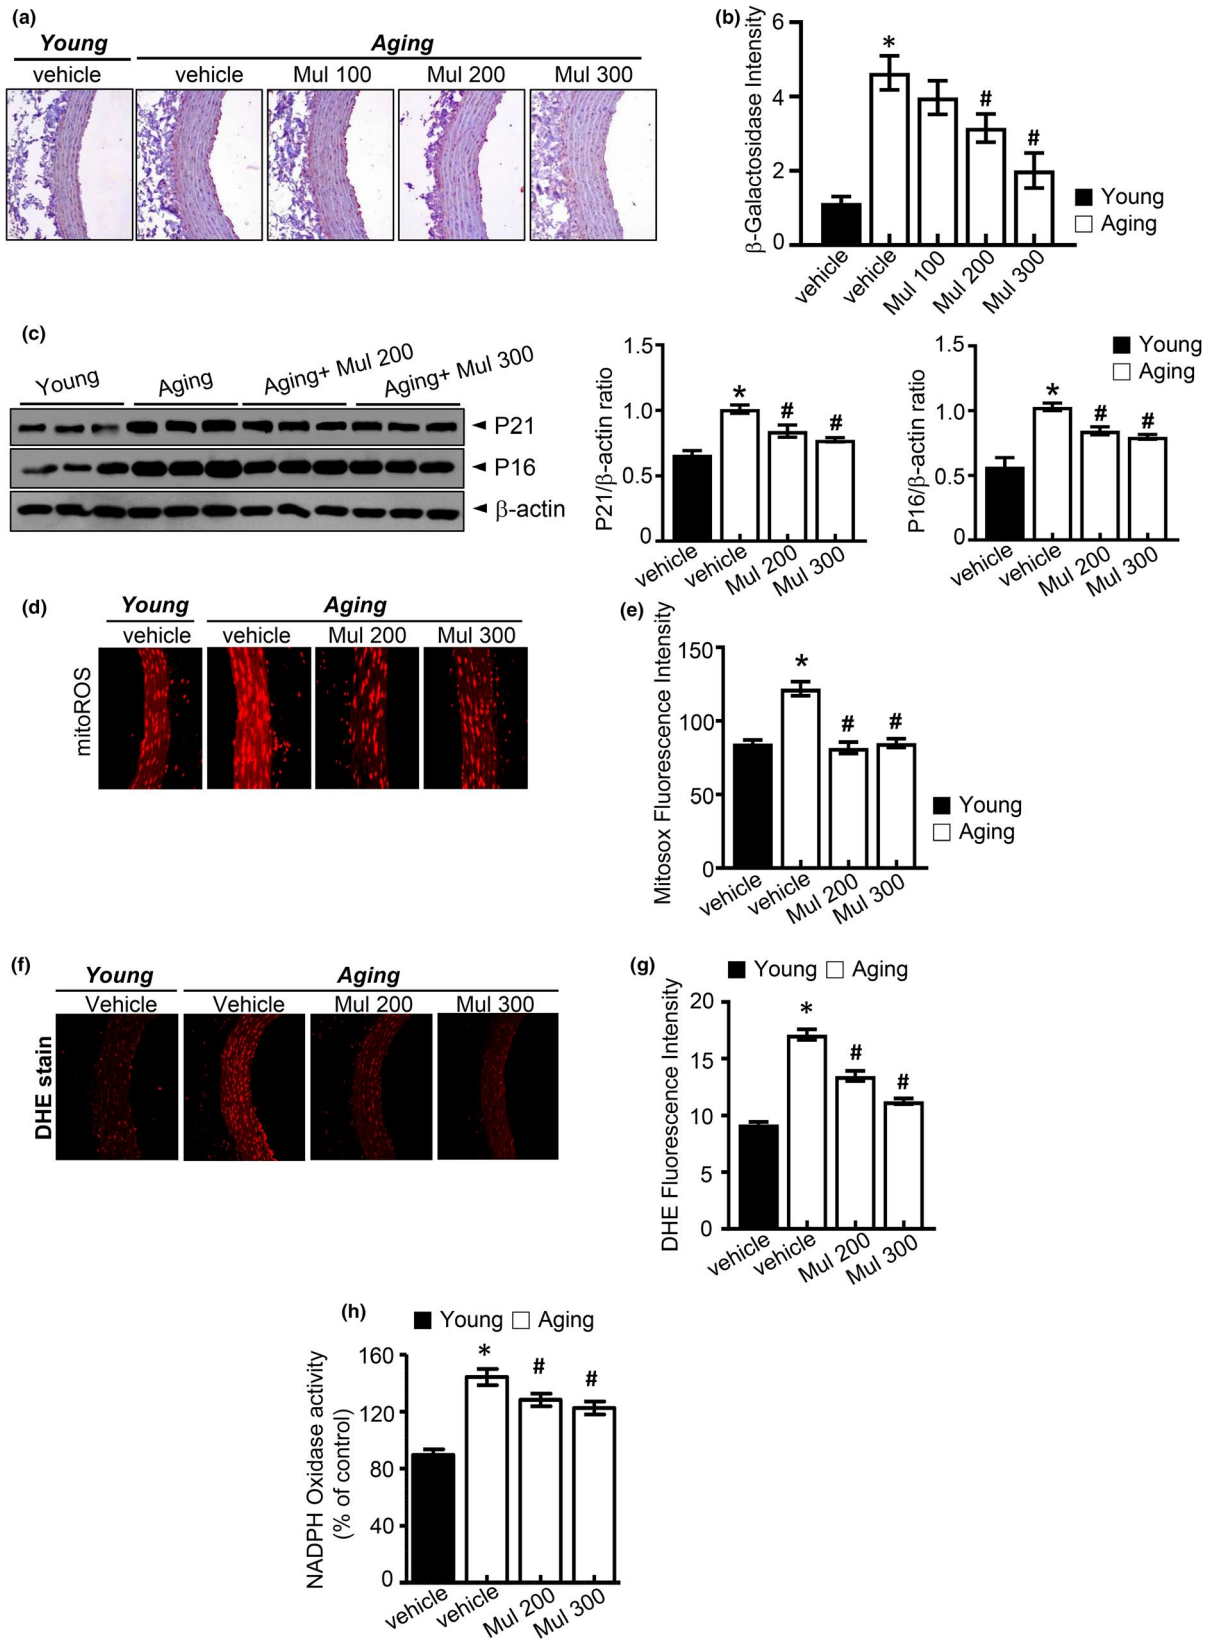 (a)
Young Aging
vehicle vehicle Mul 100 Mul 200 Mul 300
(b)
β-Galactosidase Intensity
6
4
2
0
*
#
#
vehicle vehicle Mul 100 Mul 200 Mul 300
Young
Aging
(c)
Young Aging Aging+ Mul 200 Aging+ Mul 300
P21
P16
β-actin
P21/β-actin ratio
1.5
1.0
0.5
0
*
#
#
vehicle vehicle Mul 200 Mul 300
P16/β-actin ratio
1.5
1.0
0.5
0
*
#
#
vehicle vehicle Mul 200 Mul 300
Young
Aging
(d)
Young Aging
vehicle vehicle Mul 200 Mul 300
mitoROS
(e)
Mitosox Fluorescence Intensity
150
100
50
0
*
#
#
vehicle vehicle Mul 200 Mul 300
Young
Aging
(f)
Young Aging
Vehicle Vehicle Mul 200 Mul 300
DHE stain
(g)
Young Aging
DHE Fluorescence Intensity
20
15
10
5
0
*
#
#
vehicle vehicle Mul 200 Mul 300
(h)
Young Aging
NADPH Oxidase activity
(% of control)
160
120
80
40
0
*
#
#
vehicle vehicle Mul 200 Mul 300